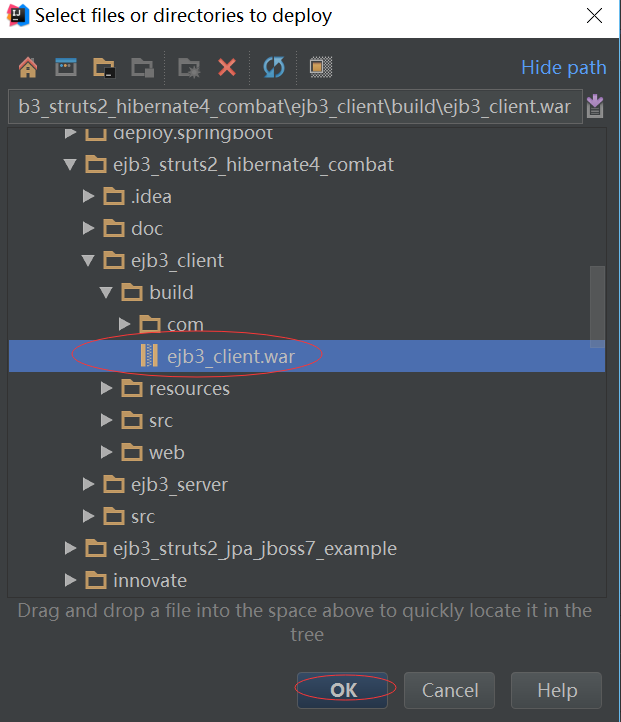 Select files or directories to deploy
Hide path
b3_struts2_hibernate4_combat\ejb3_client\build\ejb3_client.war
deploy.springboot
ejb3_struts2_hibernate4_combat
.idea
doc
ejb3_client
build
com
ejb3_client.war
resources
src
web
ejb3_server
src
ejb3_struts2_jpa_jboss7_example
innovate
Drag and drop a file into the space above to quickly locate it in the
tree
OK
Cancel
Help